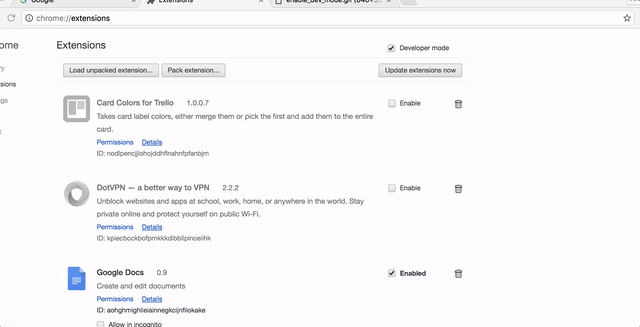 Google
Extensions
enable_dev_mode.gif (640×3
chrome://extensions
ome
Extensions
Developer mode
ry
sions
Load unpacked extension...
Pack extension...
Update extensions now
gs
Card Colors for Trello 1.0.0.7
Enable
Takes card label colors, either merge them or pick the first and add them to the entire
card.
Permissions Details
DotVPN — a better way to VPN 2.2.2
Enable
Unblock websites and apps at school, work, home, or anywhere in the world. Stay
private online and protect yourself on public Wi-Fi.
Permissions Details
ID: kpiecbcckbofpmkkkdibbllpinceiihk
Google Docs 0.9
Enabled
Create and edit documents
Permissions Details
ID: aohghmighlieiainnegkcijnfilokake
Allow in incognito